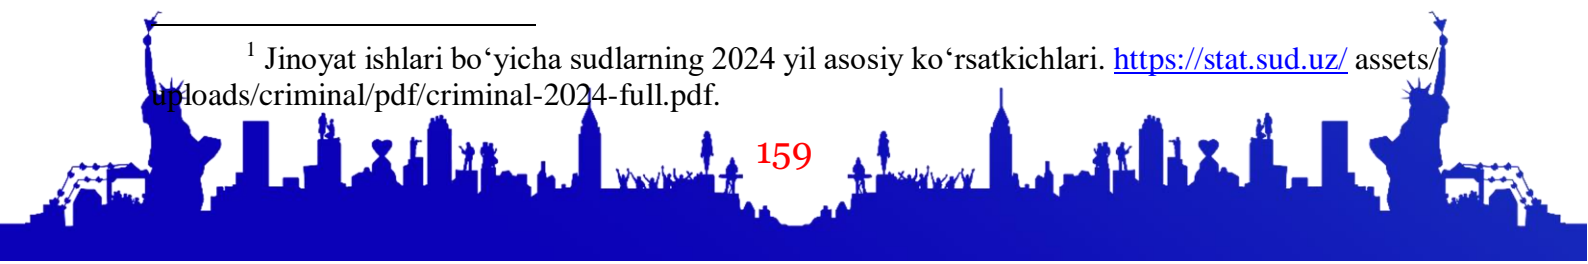 1 Jinoyat ishlari bo‘yicha sudlarning 2024 yil asosiy ko‘rsatkichlari. https://stat.sud.uz/ assets/
uploads/criminal/pdf/criminal-2024-full.pdf.
159